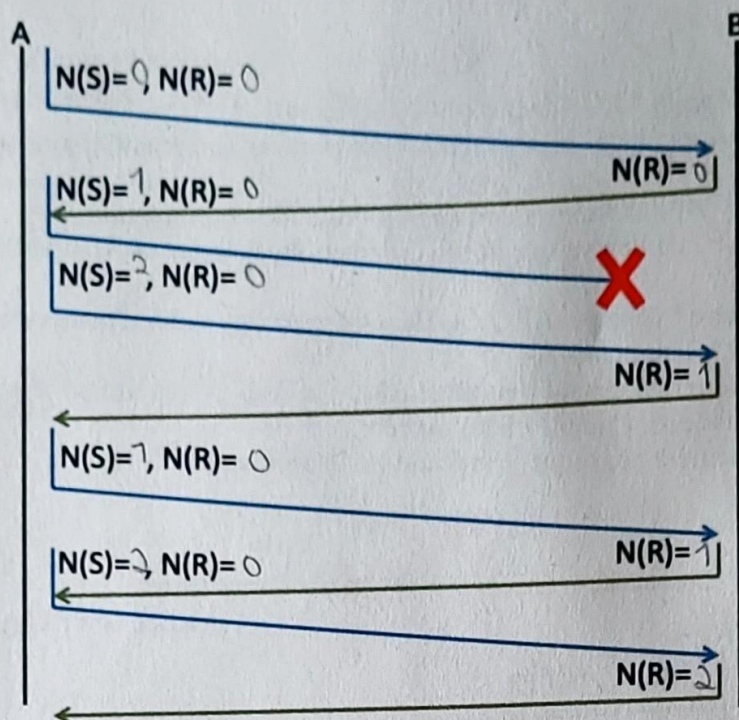 A
B
N(S)=0, N(R)= 0
N(R)= 0
N(S)=1, N(R)= 0
N(S)=2, N(R)= 0
N(R)= 1
N(S)=1, N(R)= 0
N(R)= 1
N(S)=2, N(R)= 0
N(R)=2